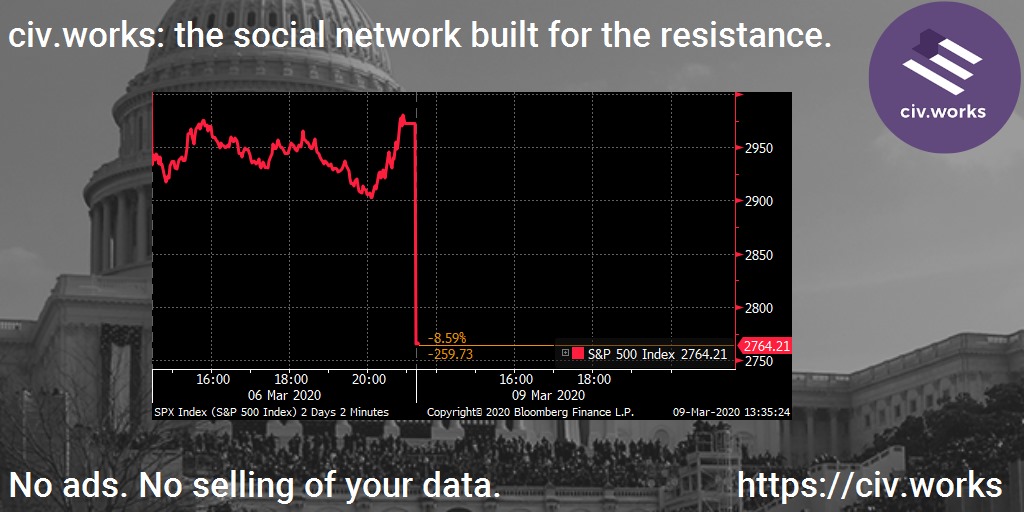 civ.works: the social network built for the resistance.
civ.works
2950
2900
2850
2800
2764.21
2750
-8.59%
-259.73
S&P 500 Index 2764.21
16:00 18:00 20:00 16:00 18:00
06 Mar 2020 09 Mar 2020
SPX Index (S&P 500 Index) 2 Days 2 Minutes Copyright© 2020 Bloomberg Finance L.P. 09-Mar-2020 13:35:24
No ads. No selling of your data. https://civ.works